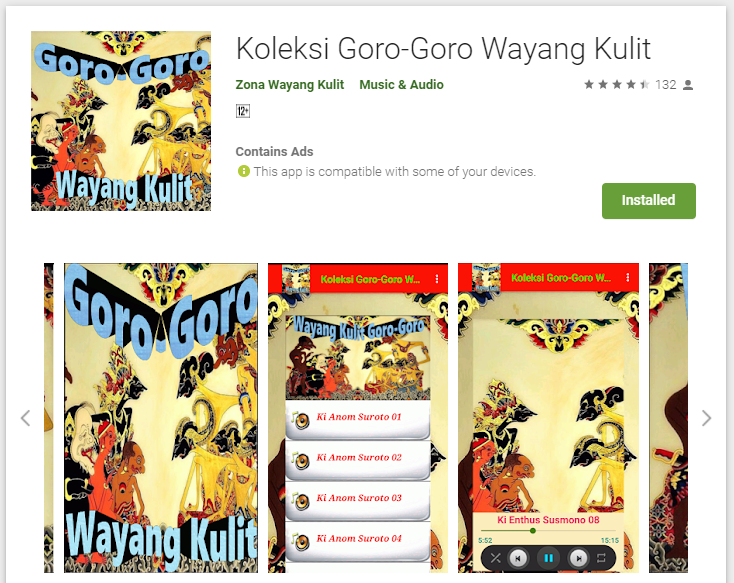 Goro-Goro
Wayang Kulit
Koleksi Goro-Goro Wayang Kulit
Zona Wayang Kulit Music & Audio
132
12+
Contains Ads
This app is compatible with some of your devices.
Installed
Goro-Goro
Wayang Kulit
Koleksi Goro-Goro W...
Wayang Kulit Goro-Goro
Ki Anom Suroto 01
Ki Anom Suroto 02
Ki Anom Suroto 03
Ki Anom Suroto 04
Koleksi Goro-Goro W...
Ki Enthus Susmono 08
5:52 15:15